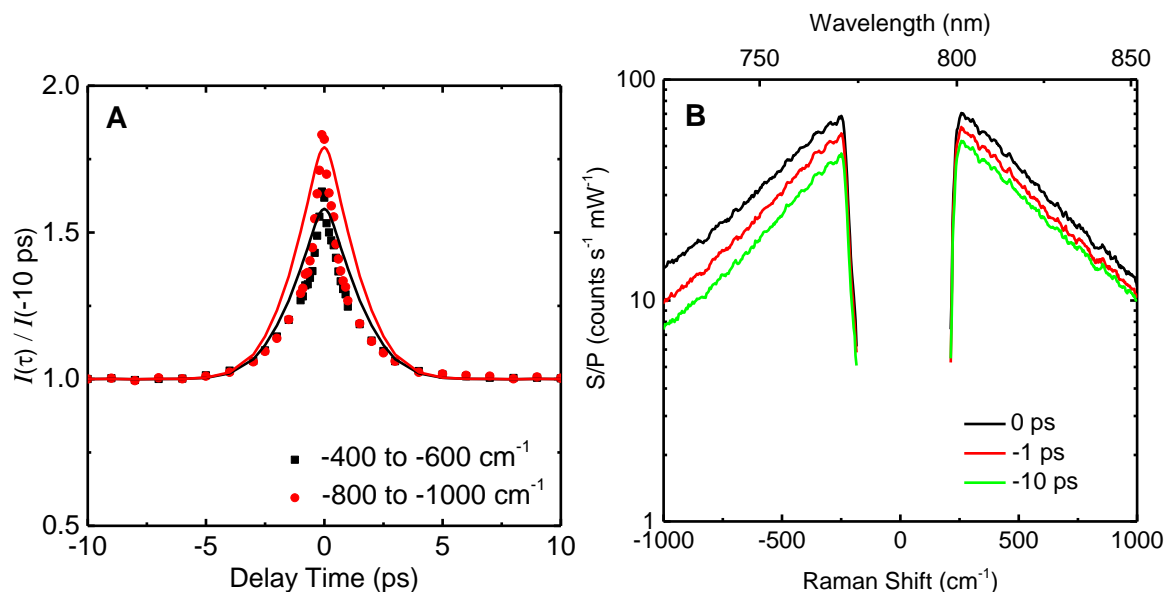 A
2.0
1.5
1.0
0.5
I(τ) / I(-10 ps)
-10
-5
0
5
10
Delay Time (ps)
-400 to -600 cm⁻¹
-800 to -1000 cm⁻¹
Wavelength (nm)
750
800
850
B
100
10
1
S/P (counts s⁻¹ mW⁻¹)
0 ps
-1 ps
-10 ps
-1000
-500
0
500
1000
Raman Shift (cm⁻¹)